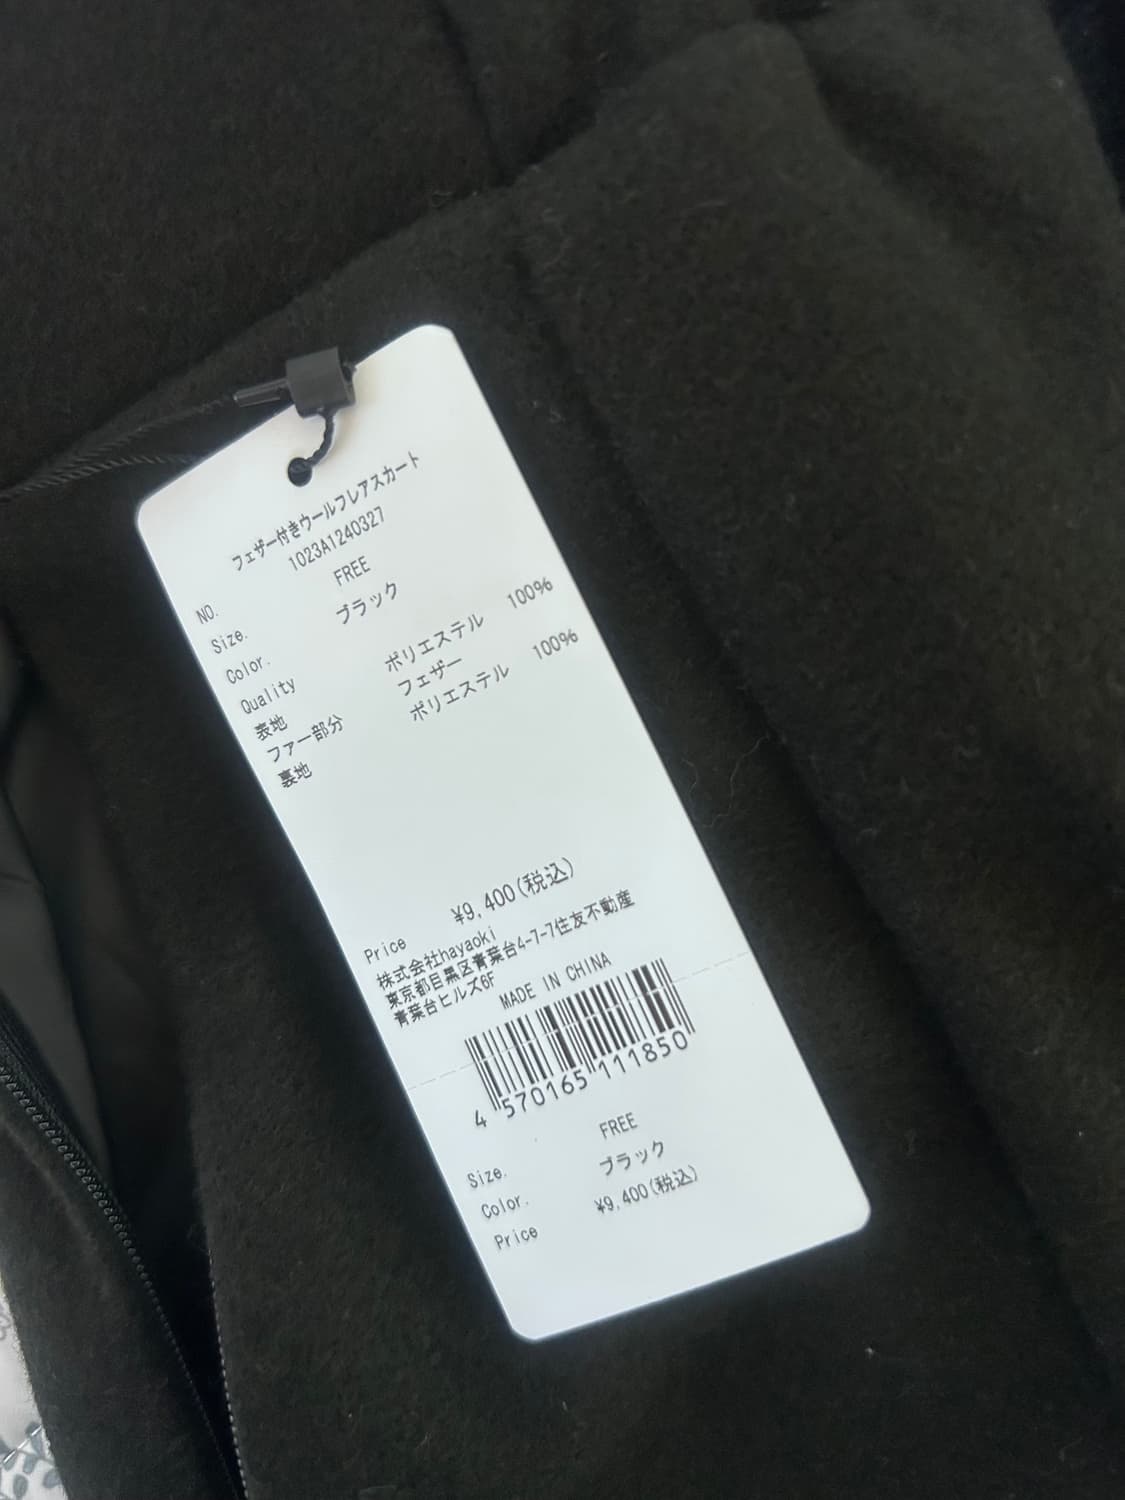 フェザー付きウールフレアスカート
NO. 1023A1240327
Size. FREE
Color. ブラック
Quality
表地 ポリエステル 100%
ファー部分 フェザー
裏地 ポリエステル 100%
Price ¥9,400(税込)
株式会社hayaoki
東京都目黒区青葉台4-7-7住友不動産
青葉台ヒルズ6F
MADE IN CHINA
4 570165 111850
Size. FREE
Color. ブラック
Price ¥9,400(税込)